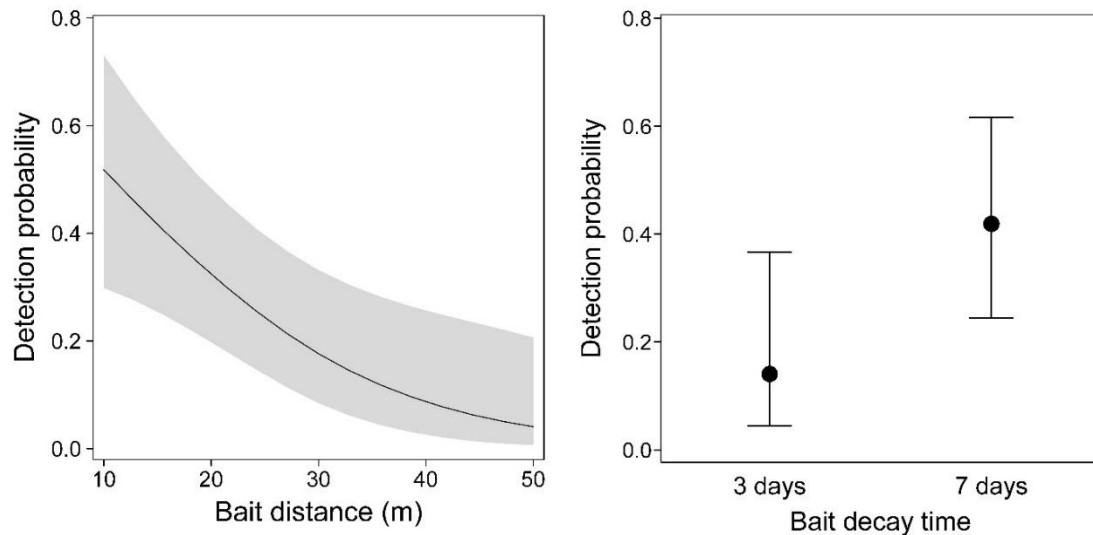 Detection probability
0.8
0.6
0.4
0.2
0.0
10
20
30
40
50
Bait distance (m)
Detection probability
0.8
0.6
0.4
0.2
0.0
3 days
7 days
Bait decay time